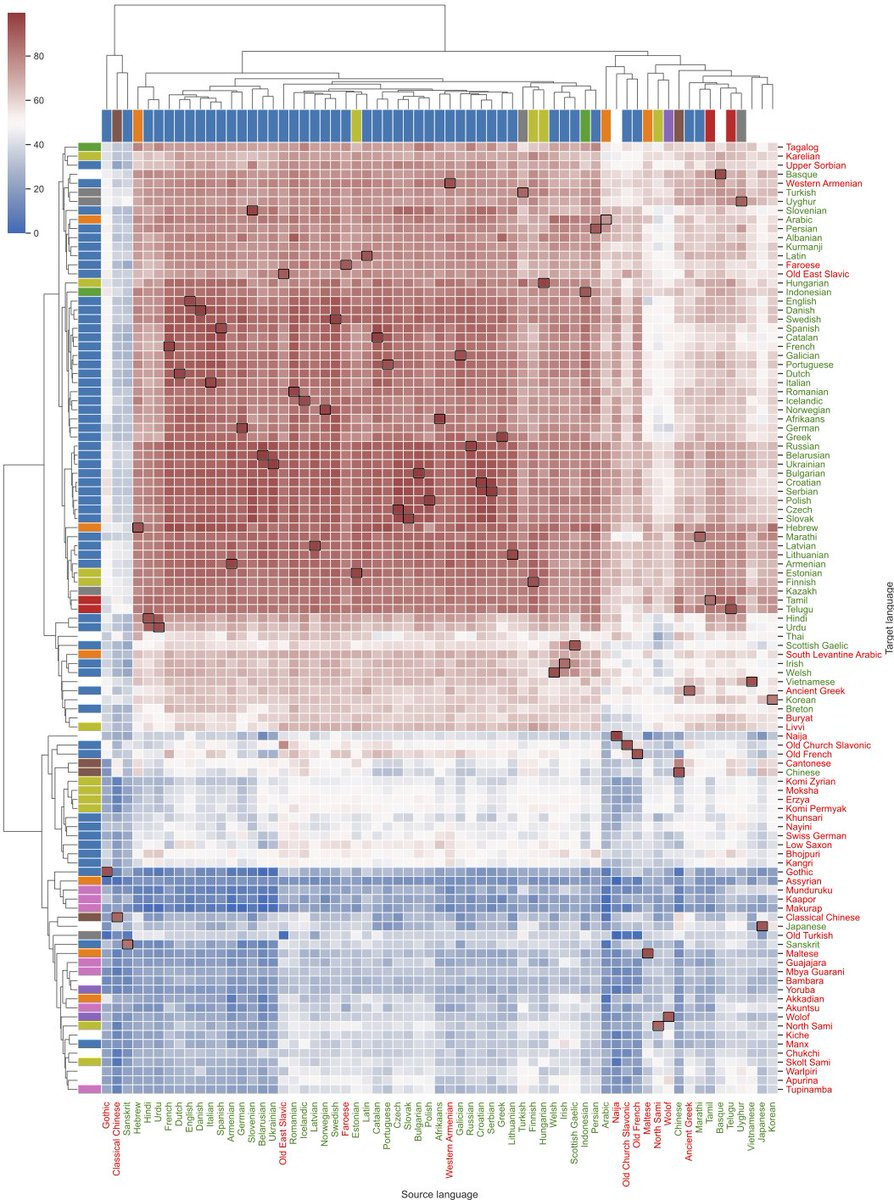 80
60
40
20
0
Tagalog
Karelian
Upper Sorbian
Basque
Western Armenian
Turkish
Uyghur
Slovenian
Arabic
Persian
Albanian
Kurmanji
Latin
Faroese
Old East Slavic
Hungarian
Indonesian
English
Danish
Swedish
Spanish
Catalan
French
Galician
Portuguese
Dutch
Italian
Romanian
Icelandic
Norwegian
Afrikaans
German
Greek
Russian
Belarusian
Ukrainian
Bulgarian
Croatian
Serbian
Polish
Czech
Slovak
Hebrew
Marathi
Latvian
Lithuanian
Armenian
Estonian
Finnish
Kazakh
Tamil
Telugu
Hindi
Urdu
Thai
Scottish Gaelic
South Levantine Arabic
Irish
Welsh
Vietnamese
Ancient Greek
Korean
Breton
Buryat
Livvi
Naija
Old Church Slavonic
Old French
Cantonese
Chinese
Komi Zyrian
Moksha
Erzya
Komi Permyak
Khunsari
Nayini
Swiss German
Low Saxon
Bhojpuri
Kangri
Gothic
Assyrian
Munduruku
Kaapor
Makurap
Classical Chinese
Japanese
Old Turkish
Sanskrit
Maltese
Guajajara
Mbya Guarani
Bambara
Yoruba
Akkadian
Akuntsu
Wolof
North Sami
Kiche
Manx
Chukchi
Skolt Sami
Warlpiri
Apurina
Tupinamba
Target language
Gothic
Classical Chinese
Sanskrit
Hebrew
Hindi
Urdu
French
Dutch
English
Danish
Italian
Spanish
Armenian
German
Slovenian
Belarusian
Ukrainian
Old East Slavic
Romanian
Icelandic
Latvian
Norwegian
Swedish
Faroese
Estonian
Latin
Catalan
Portuguese
Czech
Slovak
Bulgarian
Polish
Afrikaans
Western Armenian
Galician
Russian
Croatian
Serbian
Greek
Lithuanian
Turkish
Finnish
Hungarian
Welsh
Irish
Scottish Gaelic
Indonesian
Persian
Arabic
Naija
Old Church Slavonic
Old French
Maltese
North Sami
Wolof
Chinese
Ancient Greek
Marathi
Tamil
Basque
Telugu
Uyghur
Vietnamese
Japanese
Korean
Source language